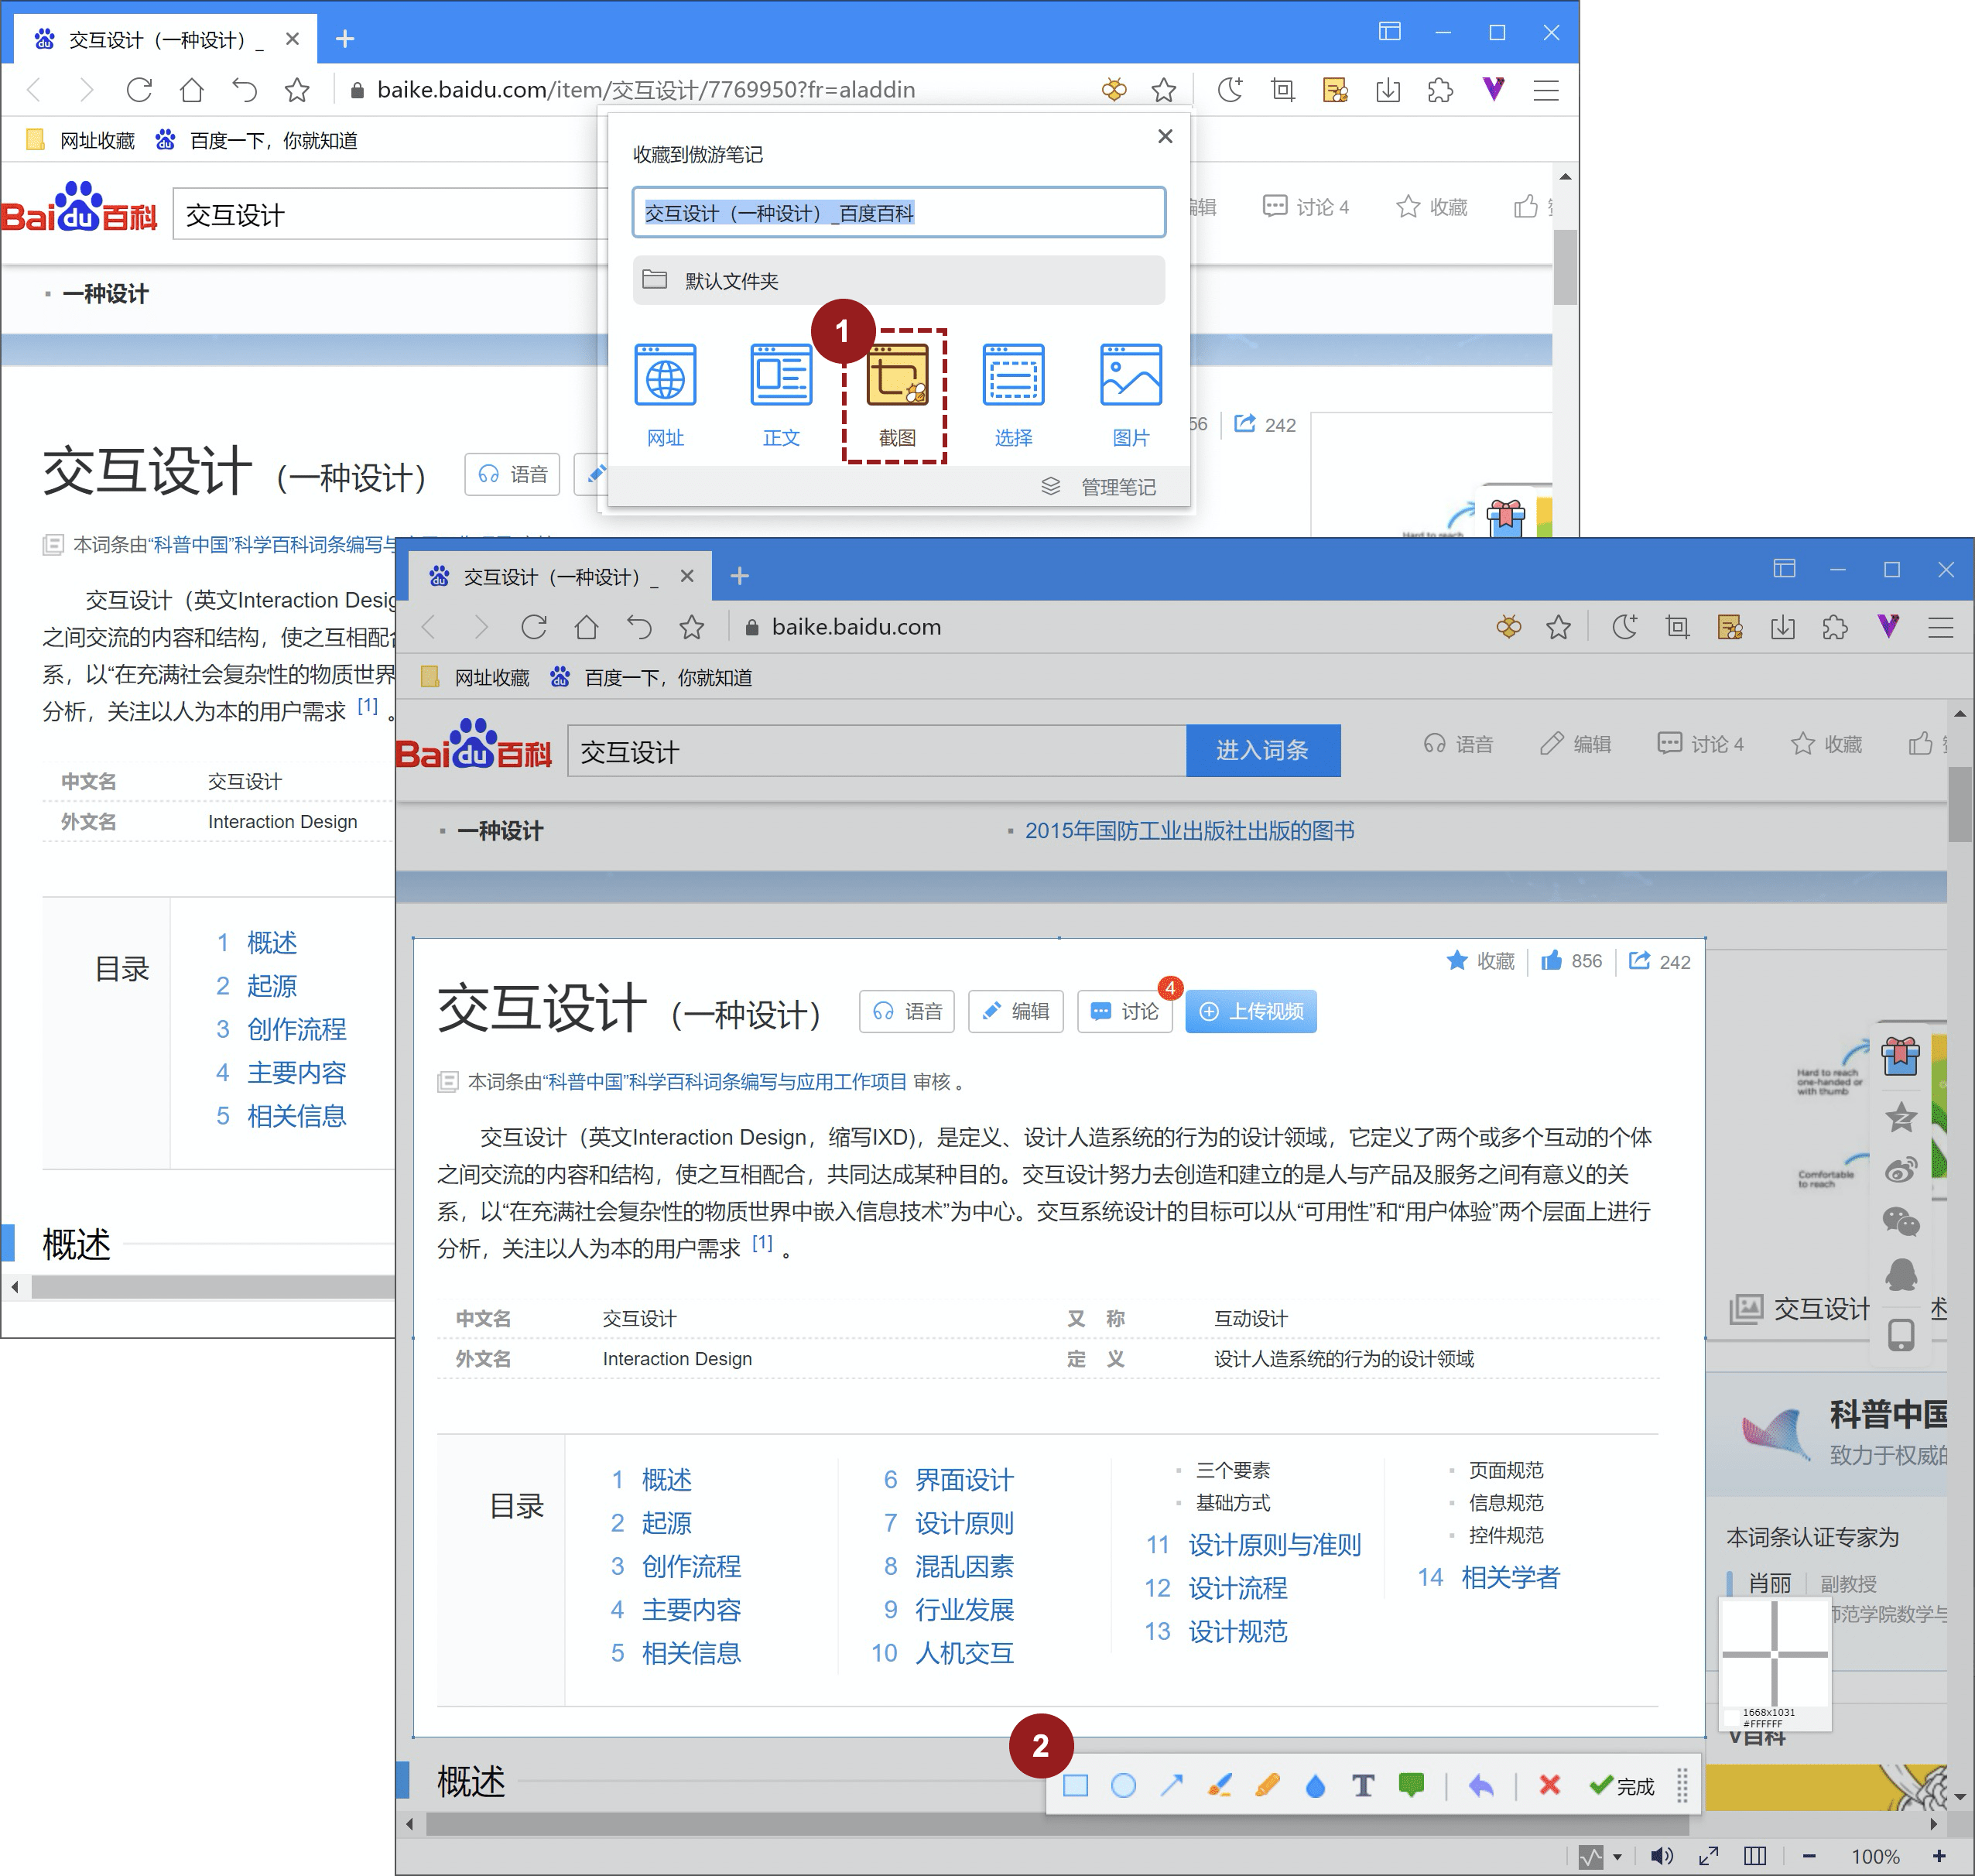 交互设计（一种设计）_
baike.baidu.com/item/交互设计/7769950?fr=aladdin
网址收藏
百度一下，你就知道
Baidu百科
交互设计
编辑
讨论 4
收藏
一种设计
收藏到傲游笔记
交互设计（一种设计）_百度百科
默认文件夹
1
网址
正文
截图
选择
图片
管理笔记
56
242
交互设计（一种设计）
语音
本词条由“科普中国”科学百科词条编写与
交互设计（英文Interaction Desig
之间交流的内容和结构，使之互相配合
系，以“在充满社会复杂性的物质世界
分析，关注以人为本的用户需求 [1] 。
中文名 交互设计
外文名 Interaction Design
目录
1 概述
2 起源
3 创作流程
4 主要内容
5 相关信息
概述
交互设计（一种设计）_
baike.baidu.com
网址收藏
百度一下，你就知道
Baidu百科
交互设计
进入词条
语音
编辑
讨论 4
收藏
一种设计
2015年国防工业出版社出版的图书
收藏
856
242
交互设计（一种设计）
语音
编辑
讨论
4
上传视频
本词条由“科普中国”科学百科词条编写与应用工作项目 审核 。
交互设计（英文Interaction Design，缩写IXD），是定义、设计人造系统的行为的设计领域，它定义了两个或多个互动的个体
之间交流的内容和结构，使之互相配合，共同达成某种目的。交互设计努力去创造和建立的是人与产品及服务之间有意义的关
系，以“在充满社会复杂性的物质世界中嵌入信息技术”为中心。交互系统设计的目标可以从“可用性”和“用户体验”两个层面上进行
分析，关注以人为本的用户需求 [1] 。
中文名 交互设计 又 称 互动设计
外文名 Interaction Design 定 义 设计人造系统的行为的设计领域
目录
1 概述
2 起源
3 创作流程
4 主要内容
5 相关信息
6 界面设计
7 设计原则
8 混乱因素
9 行业发展
10 人机交互
三个要素
基础方式
11 设计原则与准则
12 设计流程
13 设计规范
页面规范
信息规范
控件规范
14 相关学者
Hard to reach
one-handed or
with thumb
Comfortable
to reach
交互设计
述
科普中国
致力于权威的
本词条认证专家为
肖丽
副教授
师范学院数学与
1668x1031
#FFFFFF
V百科
2
概述
T
完成
100%